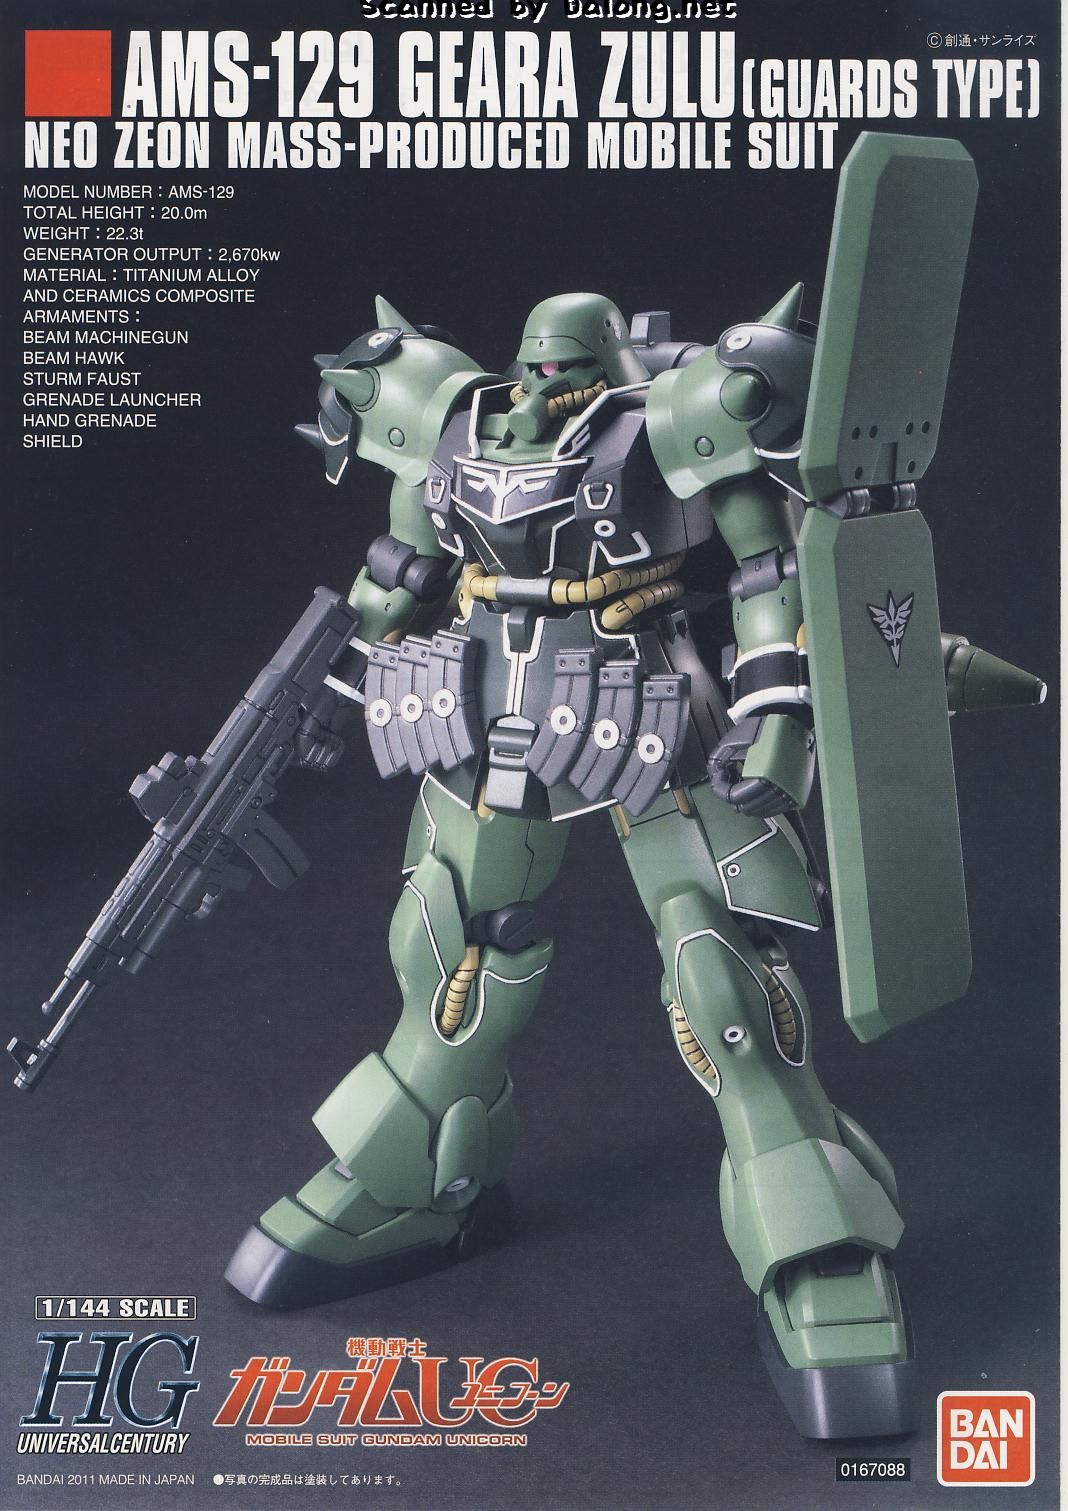 Scanned by Dalong.net
©創通・サンライズ
AMS-129 GEARA ZULU (GUARDS TYPE)
NEO ZEON MASS-PRODUCED MOBILE SUIT
MODEL NUMBER：AMS-129
TOTAL HEIGHT：20.0m
WEIGHT：22.3t
GENERATOR OUTPUT：2,670kw
MATERIAL：TITANIUM ALLOY
AND CERAMICS COMPOSITE
ARMAMENTS：
BEAM MACHINEGUN
BEAM HAWK
STURM FAUST
GRENADE LAUNCHER
HAND GRENADE
SHIELD
1/144 SCALE
HG
UNIVERSAL CENTURY
機動戦士
ガンダムUC
ユニコーン
MOBILE SUIT GUNDAM UNICORN
BANDAI 2011 MADE IN JAPAN ●写真の完成品は塗装してあります。
0167088
BAN
DAI